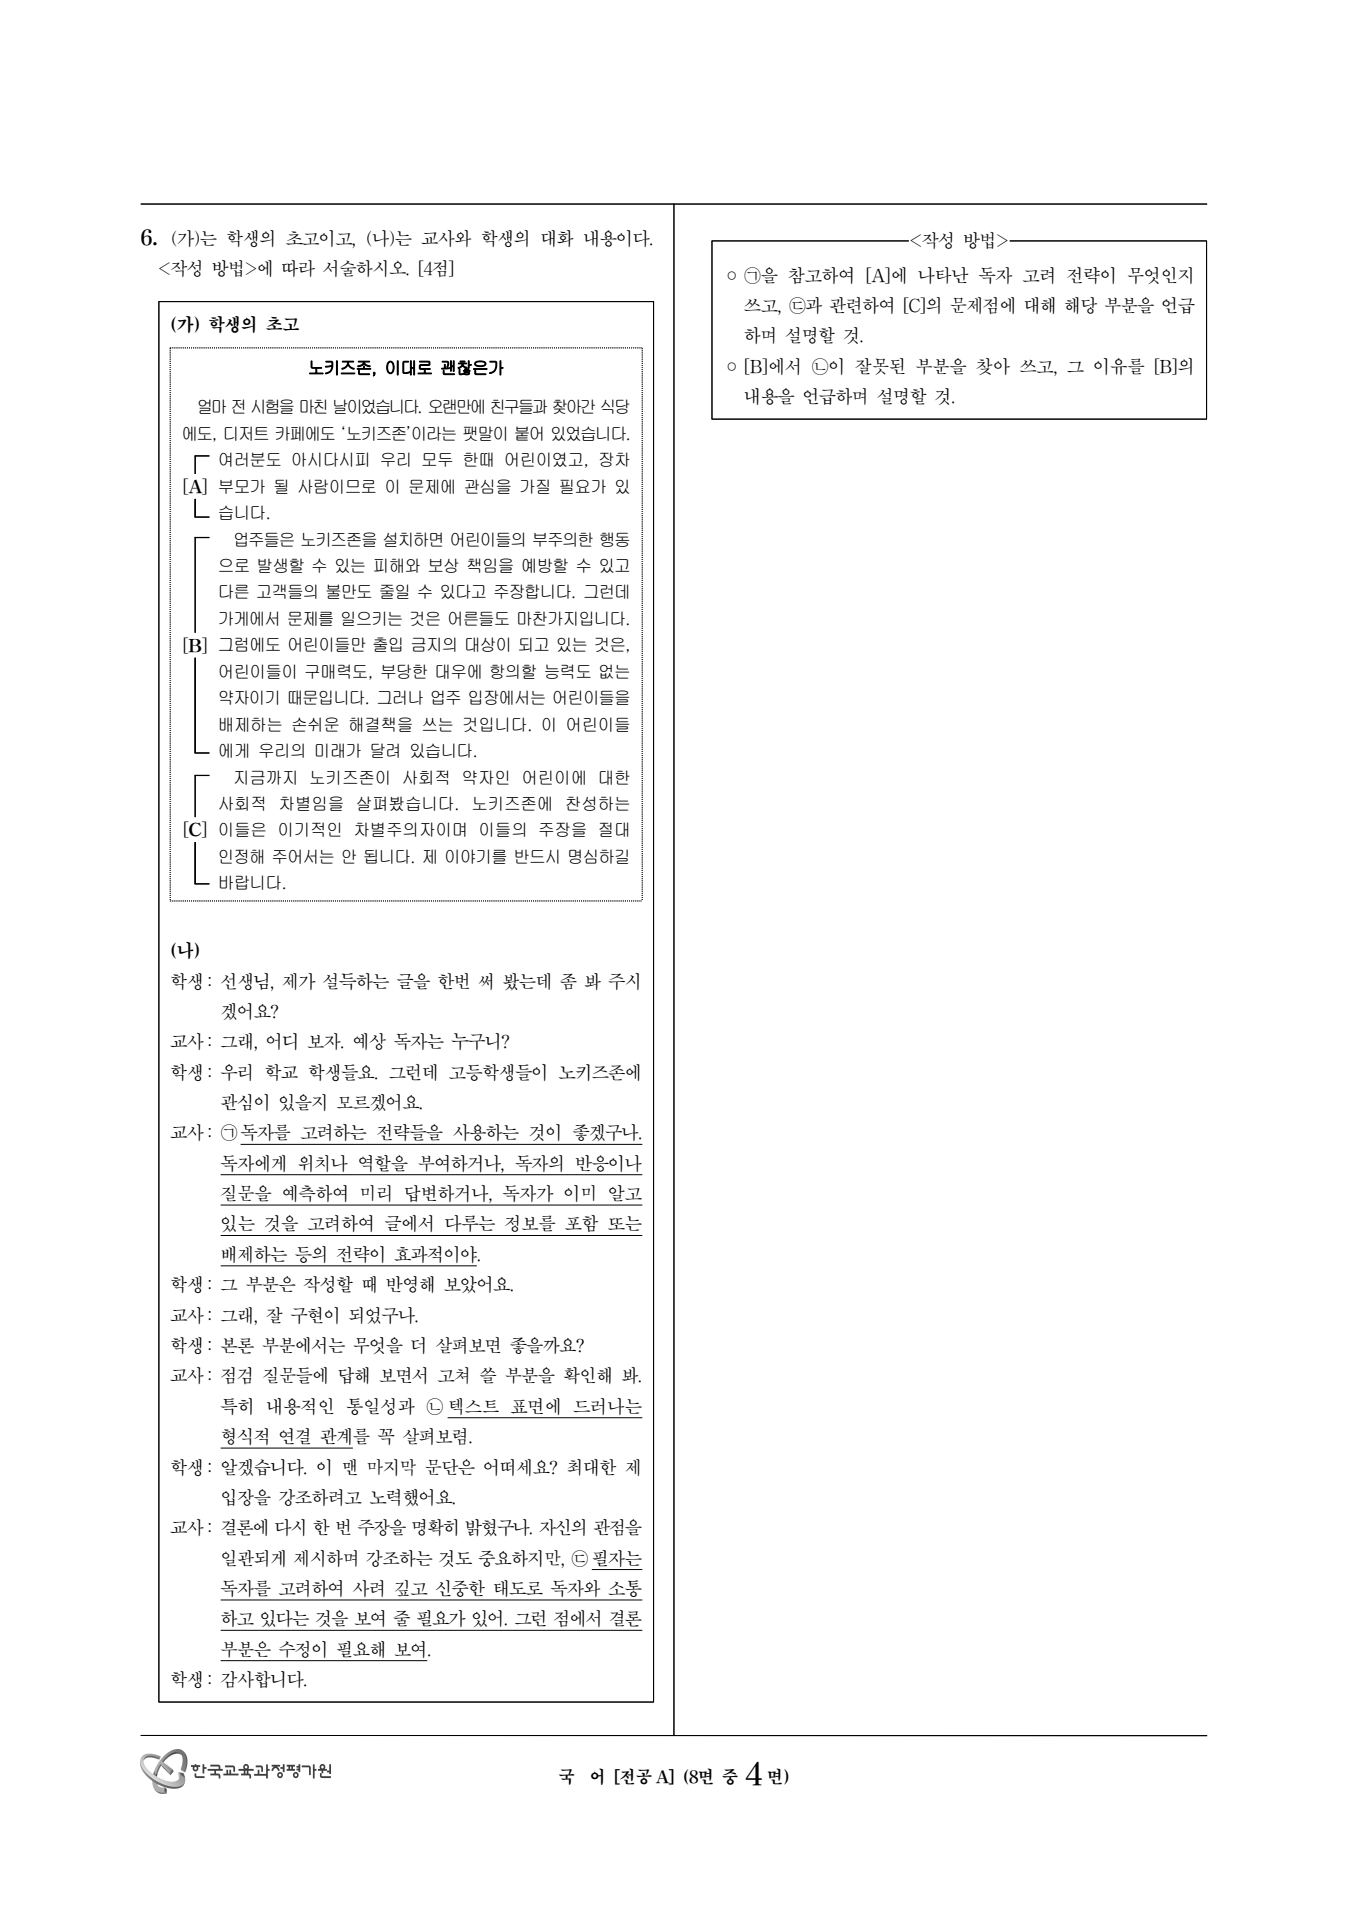 6. (가)는 학생의 초고이고, (나)는 교사와 학생의 대화 내용이다.
<작성 방법>에 따라 서술하시오. [4점]
(가) 학생의 초고
노키즈존, 이대로 괜찮은가
얼마 전 시험을 마친 날이었습니다. 오랜만에 친구들과 찾아간 식당
에도, 디저트 카페에도 ‘노키즈존’이라는 팻말이 붙어 있었습니다.
여러분도 아시다시피 우리 모두 한때 어린이였고, 장차
[A] 부모가 될 사람이므로 이 문제에 관심을 가질 필요가 있
습니다.
업주들은 노키즈존을 설치하면 어린이들의 부주의한 행동
으로 발생할 수 있는 피해와 보상 책임을 예방할 수 있고
다른 고객들의 불만도 줄일 수 있다고 주장합니다. 그런데
가게에서 문제를 일으키는 것은 어른들도 마찬가지입니다.
[B] 그럼에도 어린이들만 출입 금지의 대상이 되고 있는 것은,
어린이들이 구매력도, 부당한 대우에 항의할 능력도 없는
약자이기 때문입니다. 그러나 업주 입장에서는 어린이들을
배제하는 손쉬운 해결책을 쓰는 것입니다. 이 어린이들
에게 우리의 미래가 달려 있습니다.
지금까지 노키즈존이 사회적 약자인 어린이에 대한
사회적 차별임을 살펴봤습니다. 노키즈존에 찬성하는
[C] 이들은 이기적인 차별주의자이며 이들의 주장을 절대
인정해 주어서는 안 됩니다. 제 이야기를 반드시 명심하길
바랍니다.
(나)
학생: 선생님, 제가 설득하는 글을 한번 써 봤는데 좀 봐 주시
겠어요?
교사: 그래, 어디 보자. 예상 독자는 누구니?
학생: 우리 학교 학생들요. 그런데 고등학생들이 노키즈존에
관심이 있을지 모르겠어요.
교사: ㉠독자를 고려하는 전략들을 사용하는 것이 좋겠구나.
독자에게 위치나 역할을 부여하거나, 독자의 반응이나
질문을 예측하여 미리 답변하거나, 독자가 이미 알고
있는 것을 고려하여 글에서 다루는 정보를 포함 또는
배제하는 등의 전략이 효과적이야.
학생: 그 부분은 작성할 때 반영해 보았어요.
교사: 그래, 잘 구현이 되었구나.
학생: 본론 부분에서는 무엇을 더 살펴보면 좋을까요?
교사: 점검 질문들에 답해 보면서 고쳐 쓸 부분을 확인해 봐.
특히 내용적인 통일성과 ㉡텍스트 표면에 드러나는
형식적 연결 관계를 꼭 살펴보렴.
학생: 알겠습니다. 이 맨 마지막 문단은 어떠세요? 최대한 제
입장을 강조하려고 노력했어요.
교사: 결론에 다시 한 번 주장을 명확히 밝혔구나. 자신의 관점을
일관되게 제시하며 강조하는 것도 중요하지만, ㉢필자는
독자를 고려하여 사려 깊고 신중한 태도로 독자와 소통
하고 있다는 것을 보여 줄 필요가 있어. 그런 점에서 결론
부분은 수정이 필요해 보여.
학생: 감사합니다.
<작성 방법>
○ ㉠을 참고하여 [A]에 나타난 독자 고려 전략이 무엇인지
쓰고, ㉢과 관련하여 [C]의 문제점에 대해 해당 부분을 언급
하며 설명할 것.
○ [B]에서 ㉡이 잘못된 부분을 찾아 쓰고, 그 이유를 [B]의
내용을 언급하며 설명할 것.
한국교육과정평가원
국 어 [전공 A] (8면 중 4 면)